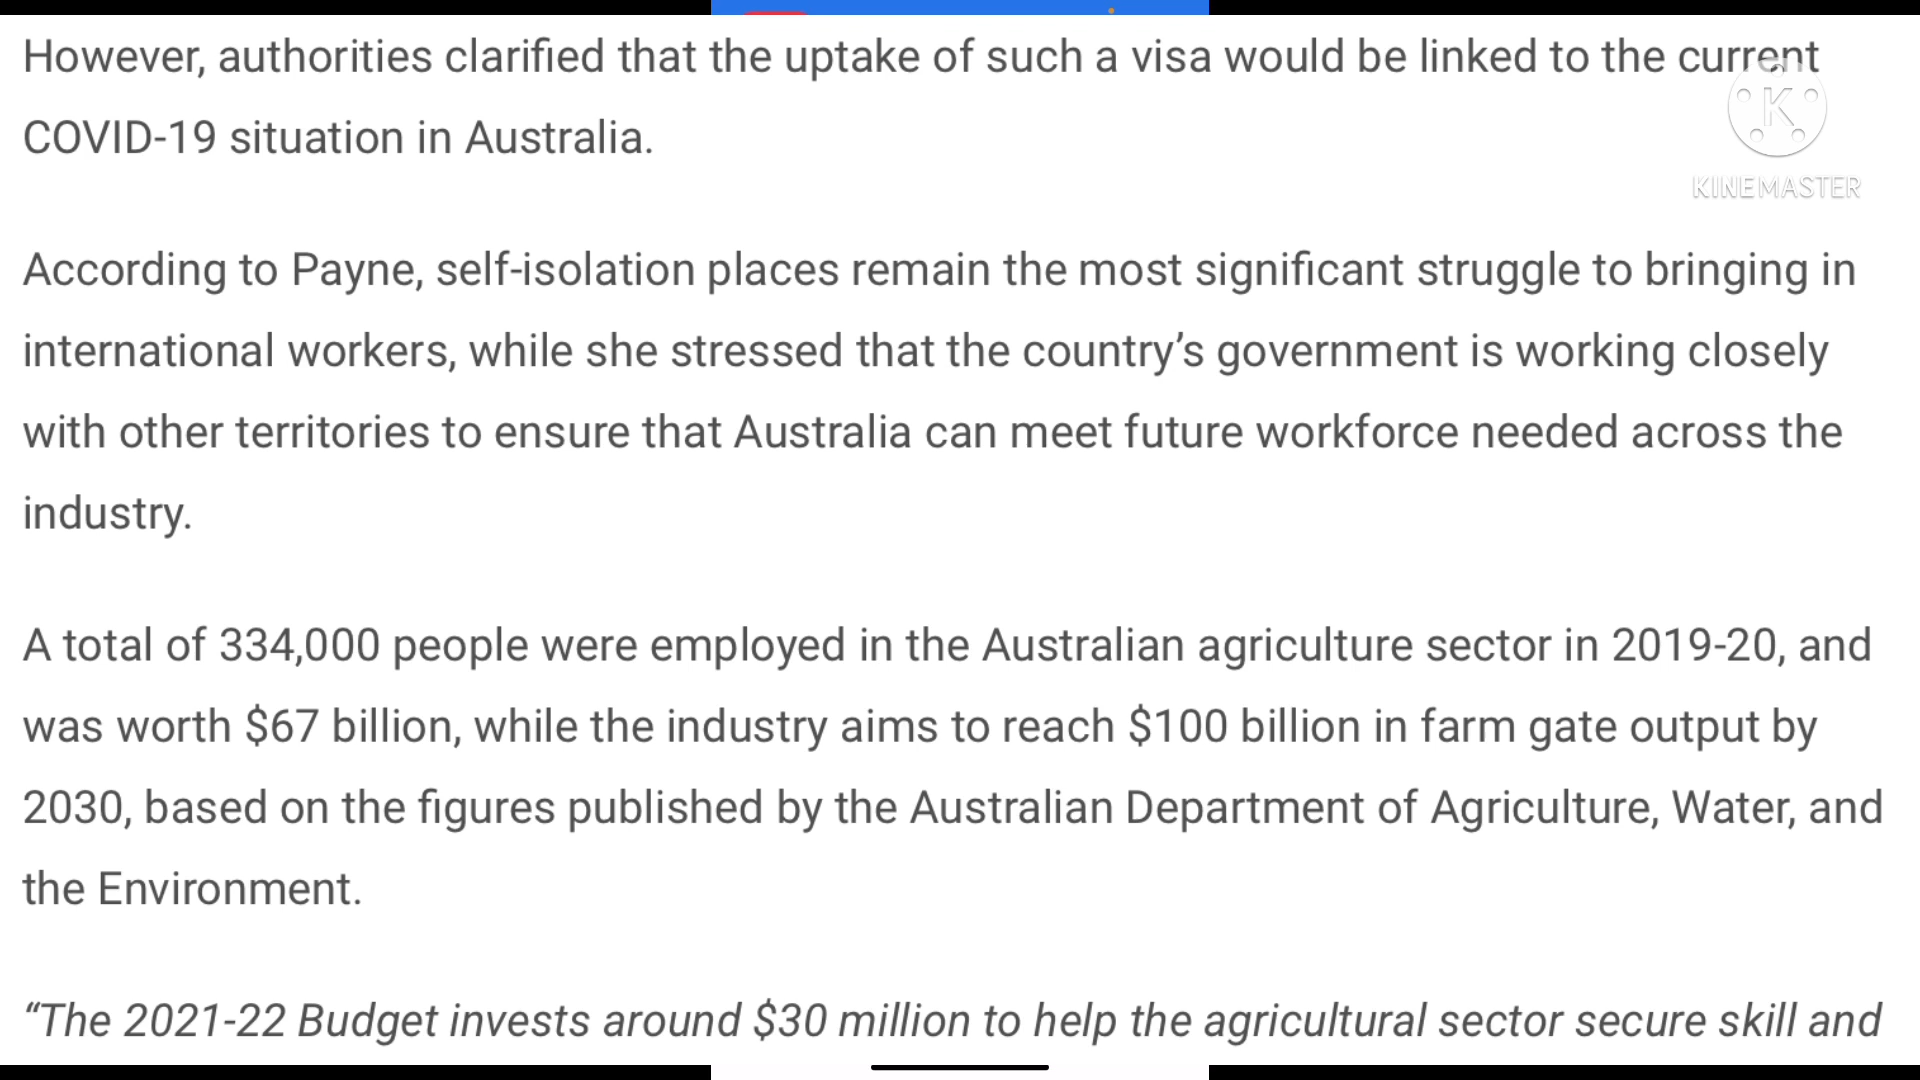 However, authorities clarified that the uptake of such a visa would be linked to the current
COVID-19 situation in Australia.
K
KINEMASTER
According to Payne, self-isolation places remain the most significant struggle to bringing in
international workers, while she stressed that the country’s government is working closely
with other territories to ensure that Australia can meet future workforce needed across the
industry.
A total of 334,000 people were employed in the Australian agriculture sector in 2019-20, and
was worth $67 billion, while the industry aims to reach $100 billion in farm gate output by
2030, based on the figures published by the Australian Department of Agriculture, Water, and
the Environment.
“The 2021-22 Budget invests around $30 million to help the agricultural sector secure skill and